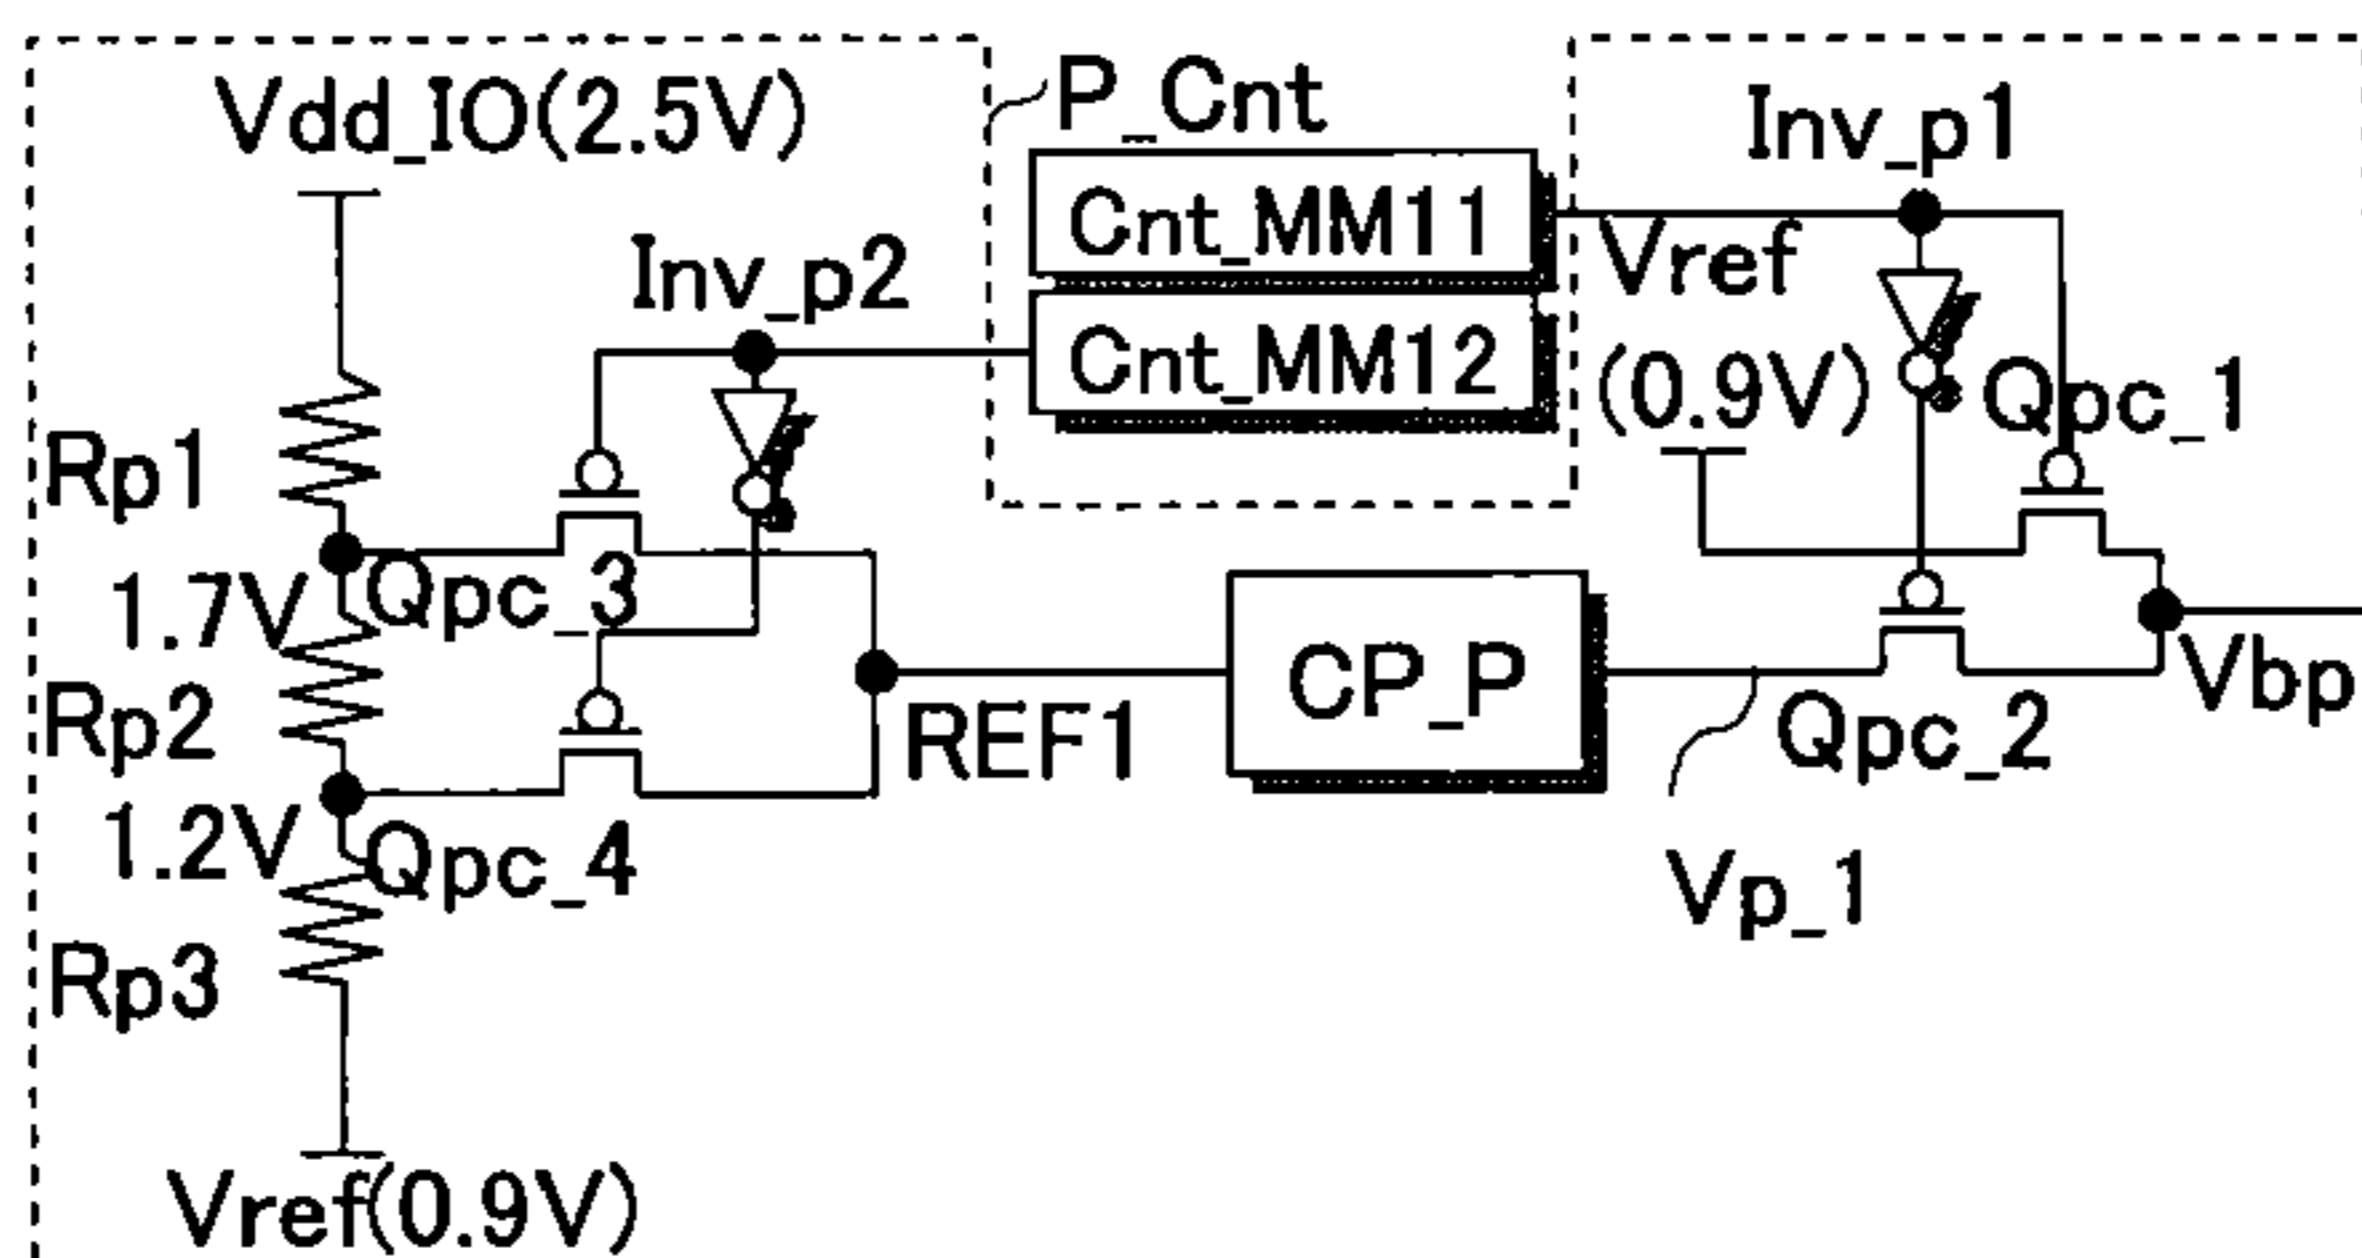 Vdd_IO(2.5V)
P_Cnt
Inv_p1
Cnt_MM11
Vref
(0.9V)
Inv_p2
Cnt_MM12
Qpc_1
Rp1
1.7V
Qpc_3
Rp2
REF1
CP_P
Qpc_2
Vbp
1.2V
Qpc_4
Vp_1
Rp3
Vref(0.9V)